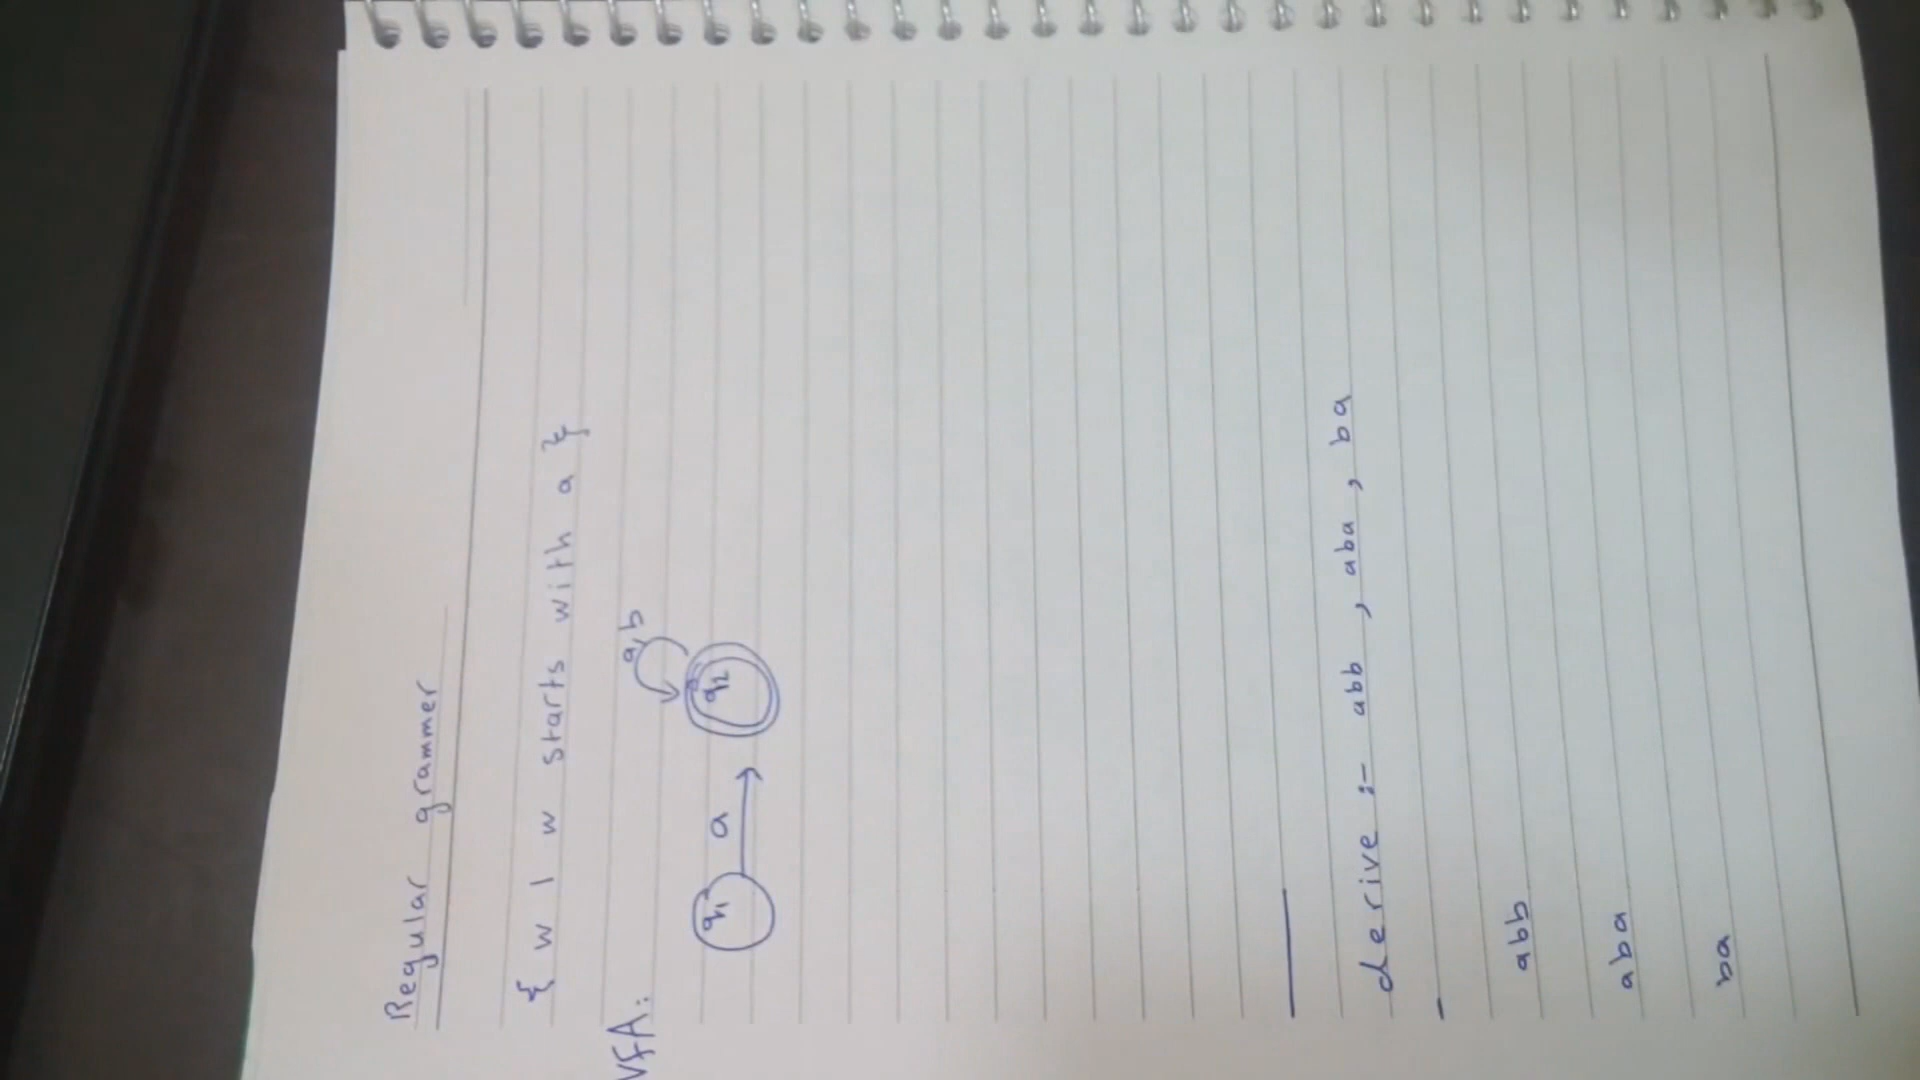 Regular grammer
{ w | w starts with a }
NFA:
a,b
q1 a q2
derive :- abb , aba , ba
abb
aba
ba